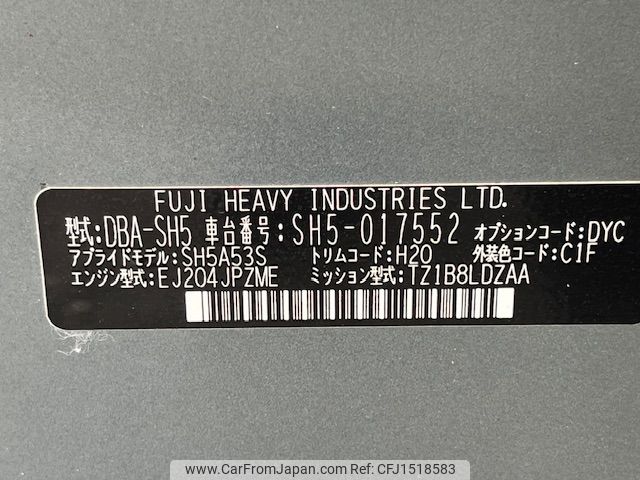 FUJI HEAVY INDUSTRIES LTD.
型式:DBA-SH5 車台番号:SH5-017552 オプションコード:DYC
アプライドモデル:SH5A53S トリムコード:H20 外装色コード:C1F
エンジン型式:EJ204JPZME ミッション型式:TZ1B8LDZAA
car from japan www.carfromjapan.com - CFJ1518583